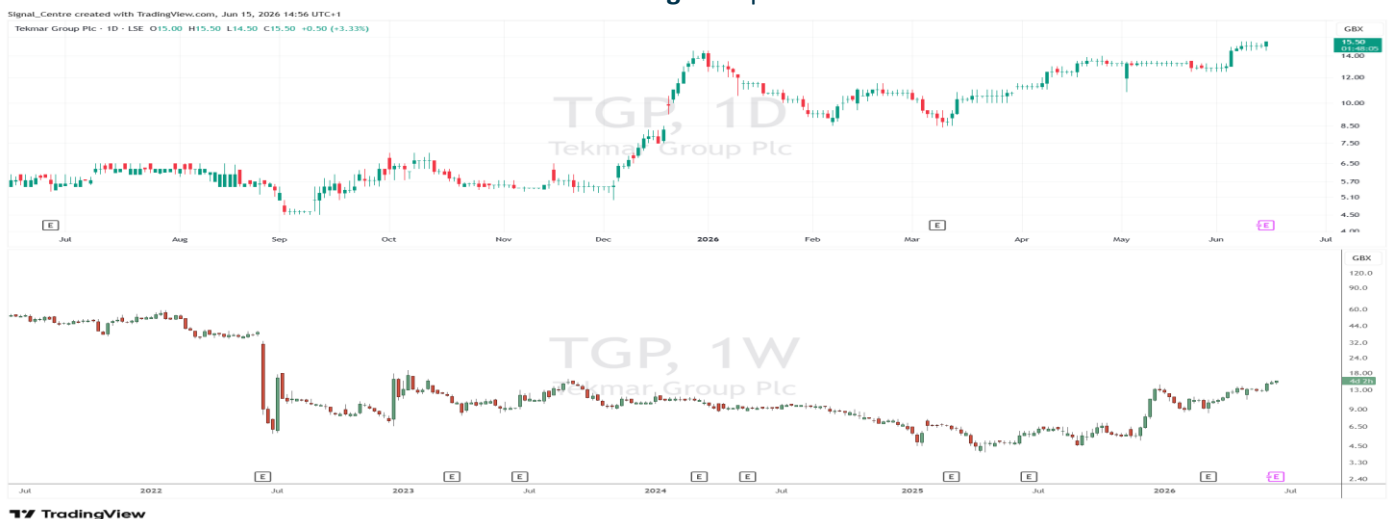 Signal_Centre created with TradingView.com, Jun 15, 2026 14:56 UTC+1
Tekmar Group Plc · 1D · LSE O15.00 H15.50 L14.50 C15.50 +0.50 (+3.33%)
GBX
15.50
01:48:05
14.00
12.00
10.00
8.50
7.50
6.50
5.70
5.10
4.50
4.00
TGP, 1D
Tekmar Group Plc
E
E
E
Jul
Aug
Sep
Oct
Nov
Dec
2026
Feb
Mar
Apr
May
Jun
Jul
GBX
120.0
90.0
60.0
44.0
32.0
24.0
18.00
4d 2h
13.00
9.00
6.50
4.50
3.30
2.40
TGP, 1W
Tekmar Group Plc
E
E
E
E
E
E
E
E
E
Jul
2022
Jul
2023
Jul
2024
Jul
2025
Jul
2026
Jul
TradingView